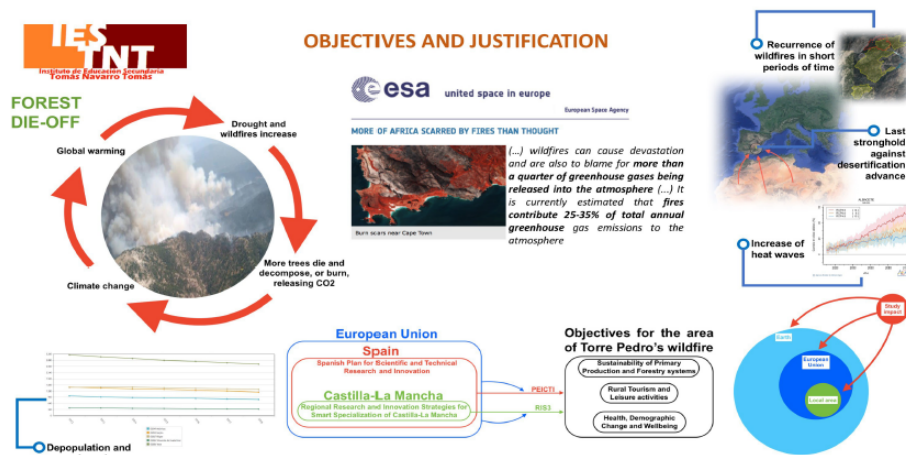 IES
TNT
Instituto de Educación Secundaria
Tomás Navarro Tomás
OBJECTIVES AND JUSTIFICATION
FOREST
DIE-OFF
Drought and
wildfires increase
Global warming
More trees die and
decompose, or burn,
releasing CO2
Climate change
esa
united space in europe
European Space Agency
MORE OF AFRICA SCARRED BY FIRES THAN THOUGHT
Burn scars near Cape Town
(...) wildfires can cause devastation
and are also to blame for more than
a quarter of greenhouse gases being
released into the atmosphere (...) It
is currently estimated that fires
contribute 25-35% of total annual
greenhouse gas emissions to the
atmosphere
Recurrence of
wildfires in short
periods of time
Last
stronghold
against
desertification
advance
Increase of
heat waves
Depopulation and
European Union
Spain
Spanish Plan for Scientific and Technical
Research and Innovation
Castilla-La Mancha
Regional Research and Innovation Strategies for
Smart Specialization of Castilla-La Mancha
PEICTI
RIS3
Objectives for the area
of Torre Pedro's wildfire
Sustainability of Primary
Production and Forestry systems
Rural Tourism and
Leisure activities
Health, Demographic
Change and Wellbeing
Study
impact
Earth
European
Union
Local area